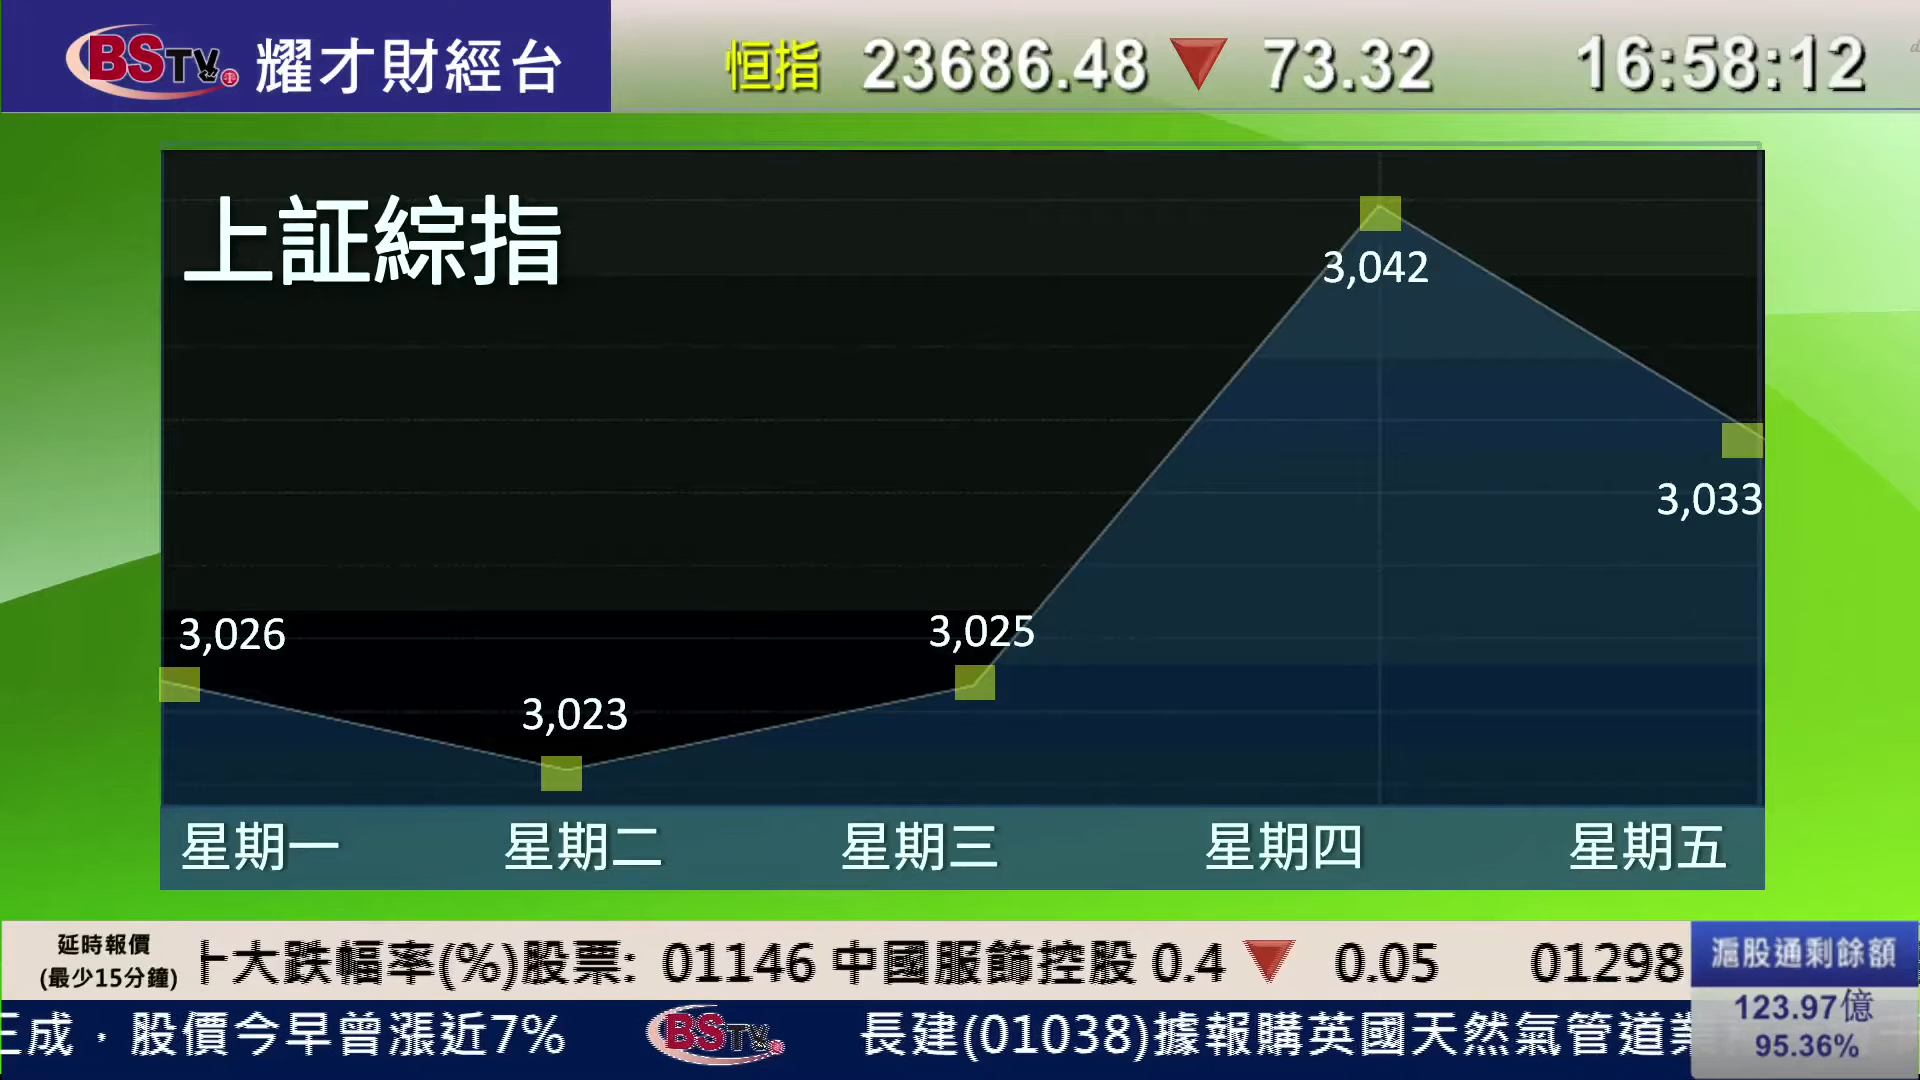 BSTV 耀才財經台
恒指 23686.48 ▼ 73.32 16:58:12
上証綜指
3,042
3,033
3,026
3,025
3,023
星期一 星期二 星期三 星期四 星期五
延時報價
(最少15分鐘)
大跌幅率(%)股票: 01146 中國服飾控股 0.4 ▼ 0.05 01298
滬股通剩餘額
123.97億
95.36%
成，股價今早曾漲近7% BSTV 長建(01038)據報購英國天然氣管道